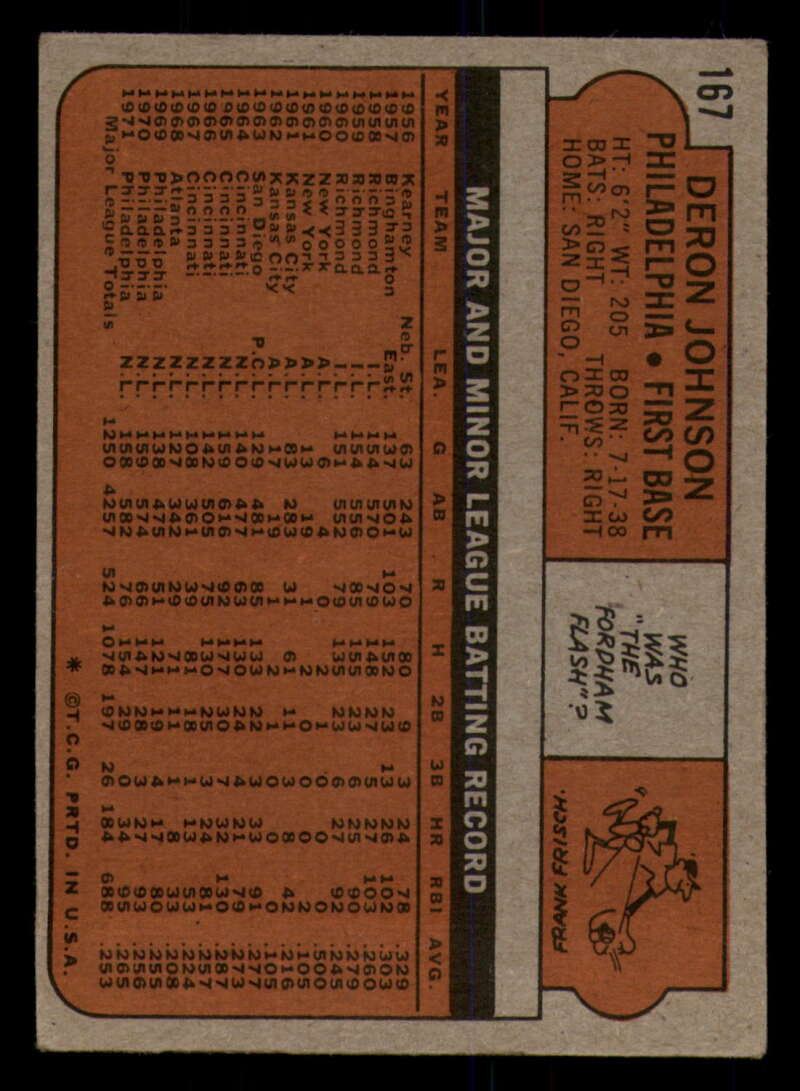 167
DERON JOHNSON
PHILADELPHIA • FIRST BASE
HT: 6'2" WT: 205 BORN: 7-17-38
BATS: RIGHT THROWS: RIGHT
HOME: SAN DIEGO, CALIF.
WHO
WAS
"THE
FORDHAM
FLASH"?
FRANK FRISCH.
MAJOR AND MINOR LEAGUE BATTING RECORD
YEAR TEAM LEA. G AB R H 2B 3B HR RBI AVG.
1956 Kearney Neb. St. 63 243 70 80 9 3 24 78 .329
1957 Binghamton East. 137 501 103 152 23 13 26 102 .303
1958 Richmond I.L. 154 570 148 5 27 103 .260
1959 Richmond I.L. 154 556 85 155 27 6 25 90 .279
1960 Richmond I.L. 151 552 79 135 23 6 27 92 .245
1960 New York A.L. 6 4 0 2 1 0 0 0 .500
1961 New York A.L. 13 19 1 2 0 0 0 2 .105
1961 Kansas City A.L. 83 283 31 61 11 3 8 42 .216
1962 Kansas City A.L. 17 19 1 2 1 0 0 0 .105
1963 San Diego P.C. 129 481 85 133 22 3 33 91 .277
1964 Cincinnati N.L. 140 477 63 130 24 4 21 79 .273
1965 Cincinnati N.L. 159 616 92 177 30 7 32 130 .287
1966 Cincinnati N.L. 142 505 75 130 25 3 24 81 .257
1967 Cincinnati N.L. 108 361 39 81 18 1 13 53 .224
1968 Atlanta N.L. 127 342 29 71 11 1 8 33 .208
1969 Philadelphia N.L. 138 475 51 121 19 4 17 80 .255
1970 Philadelphia N.L. 159 574 66 147 28 3 27 93 .256
1971 Philadelphia N.L. 158 582 76 154 29 0 34 95 .265
Major League Totals 1250 4257 524 1078 197 26 184 688 .253
* ©T.C.G. PRTD. IN U.S.A.